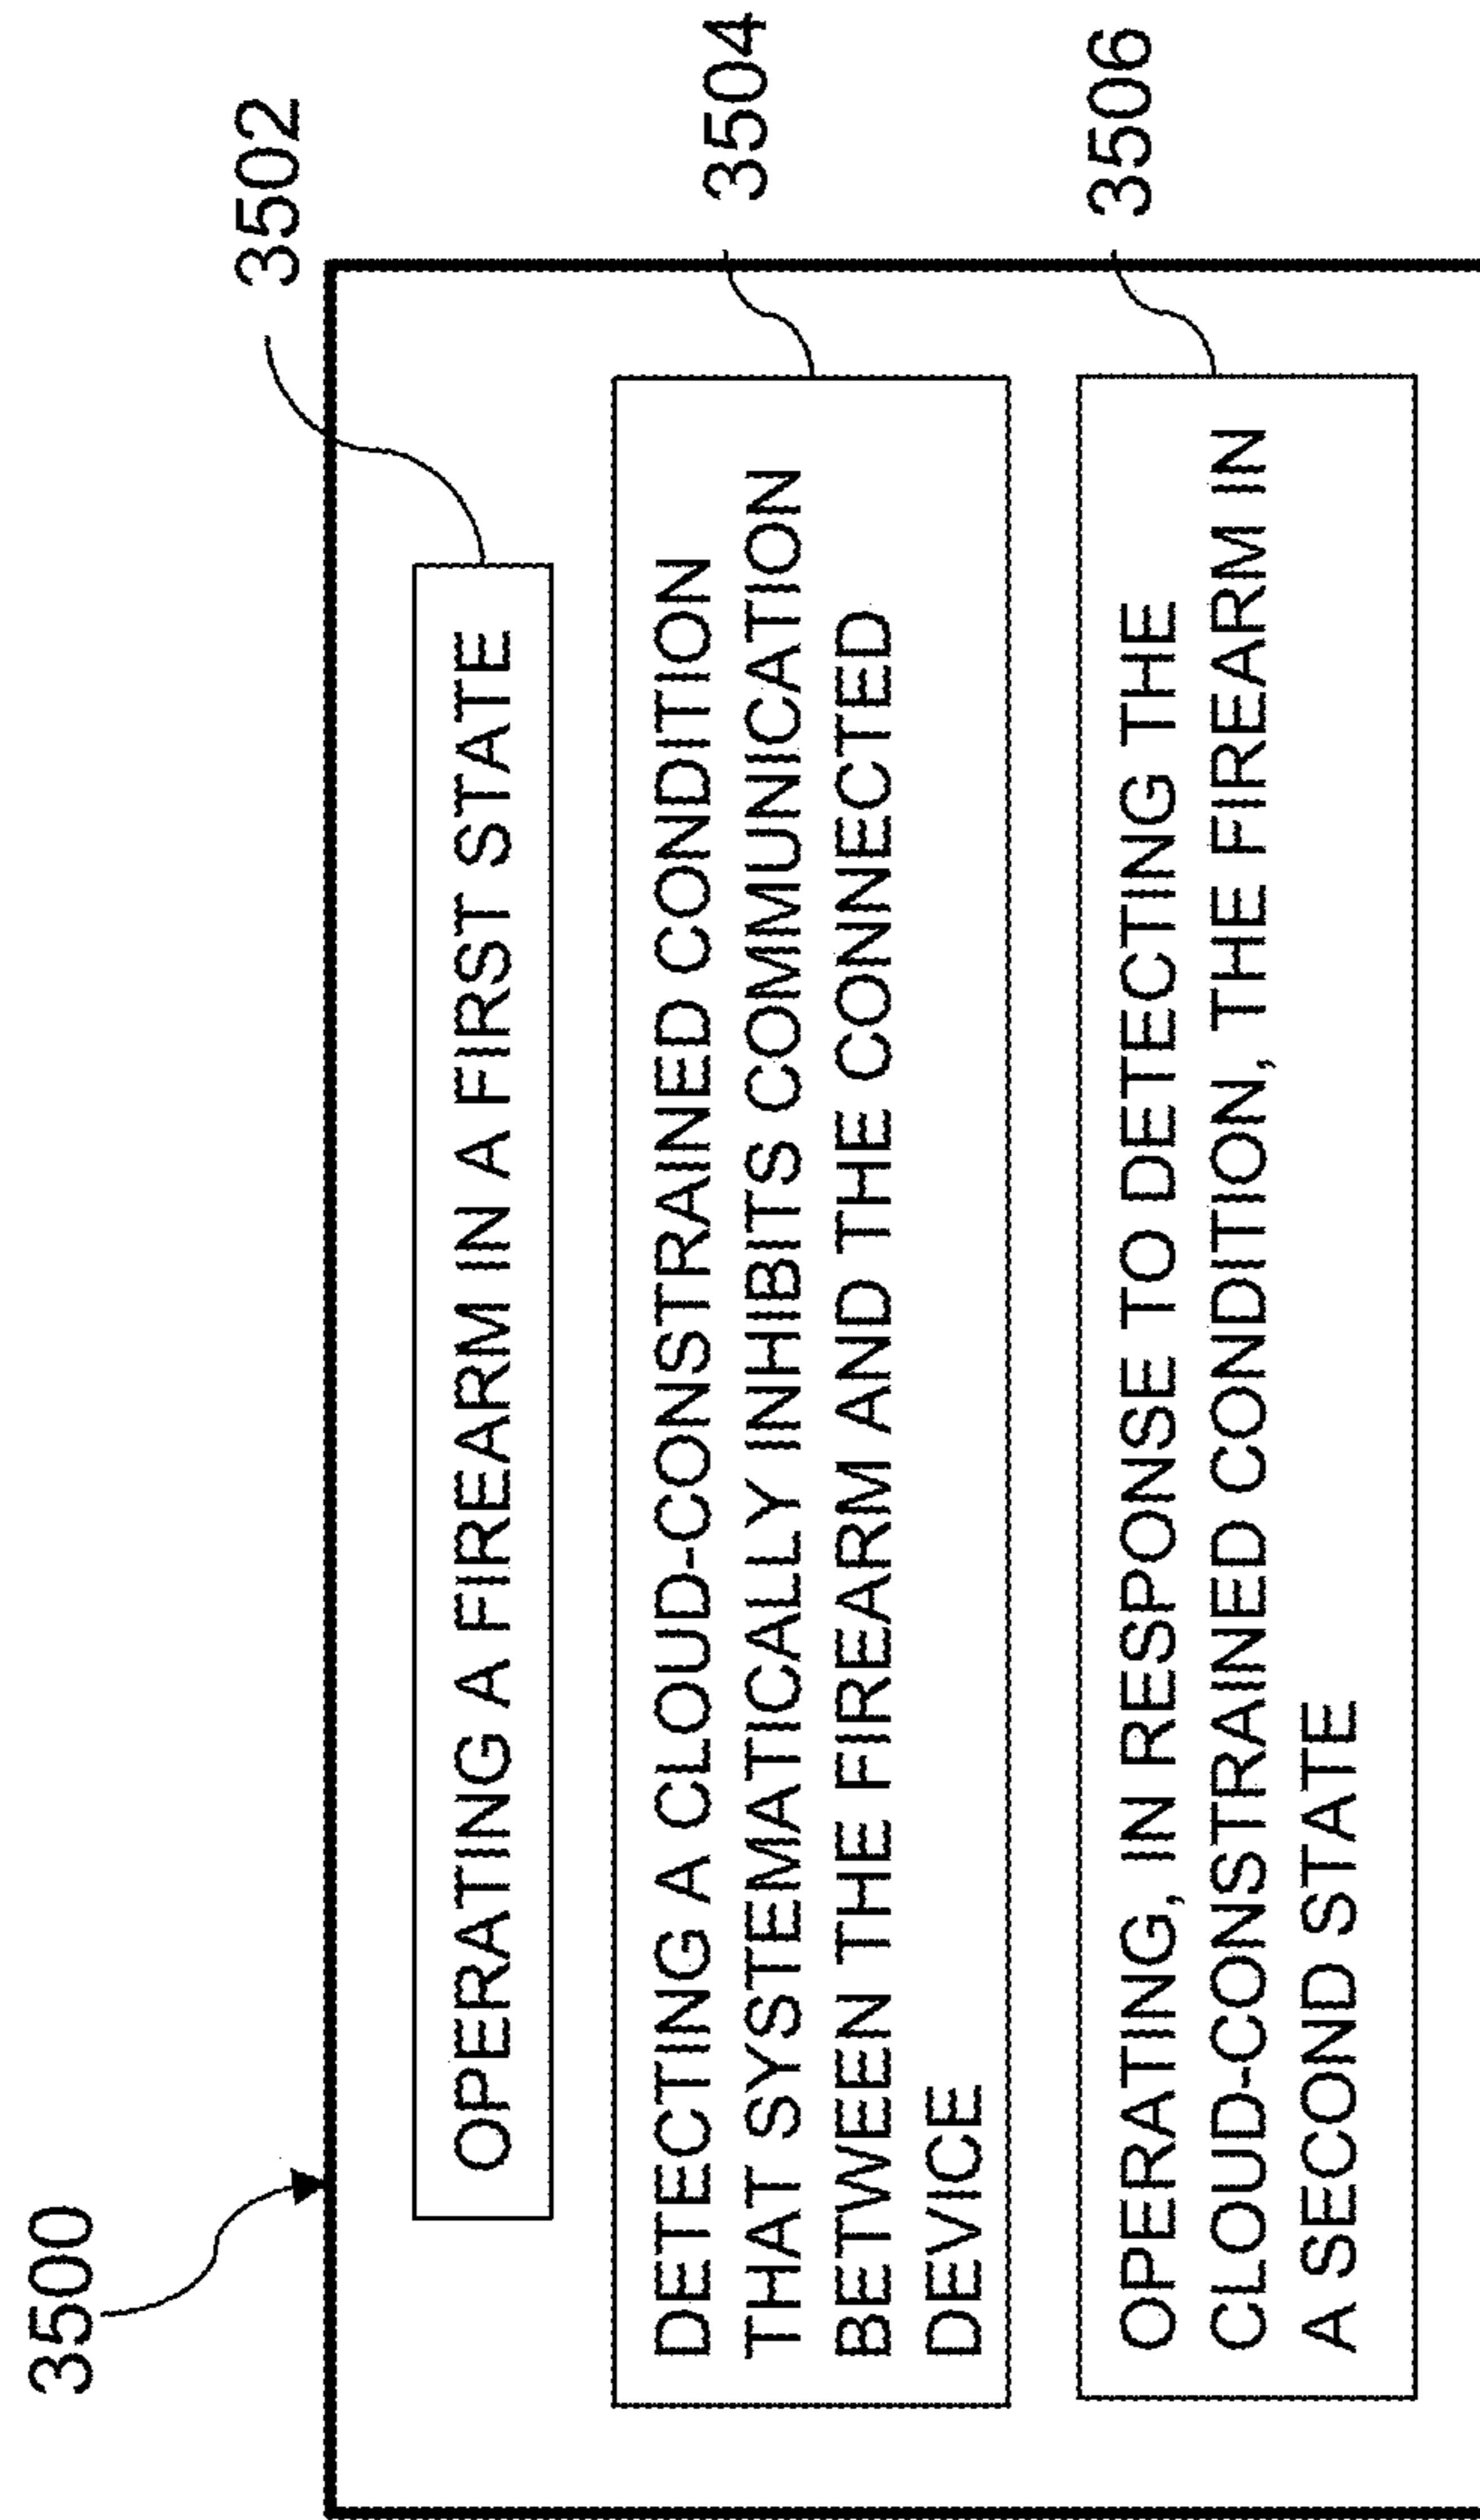 3500
3502
OPERATING A FIREARM IN A FIRST STATE
3504
DETECTING A CLOUD-CONSTRAINED CONDITION
THAT SYSTEMATICALLY INHIBITS COMMUNICATION
BETWEEN THE FIREARM AND THE CONNECTED
DEVICE
3506
OPERATING, IN RESPONSE TO DETECTING THE
CLOUD-CONSTRAINED CONDITION, THE FIREARM IN
A SECOND STATE